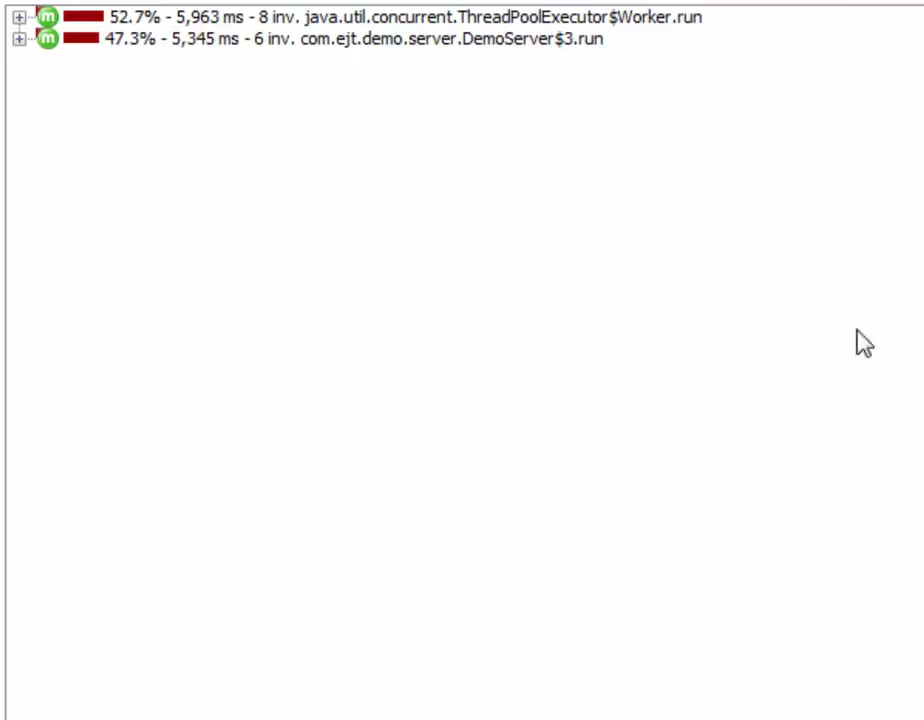 m 52.7% - 5,963 ms - 8 inv. java.util.concurrent.ThreadPoolExecutor$Worker.run
m 47.3% - 5,345 ms - 6 inv. com.ejt.demo.server.DemoServer$3.run